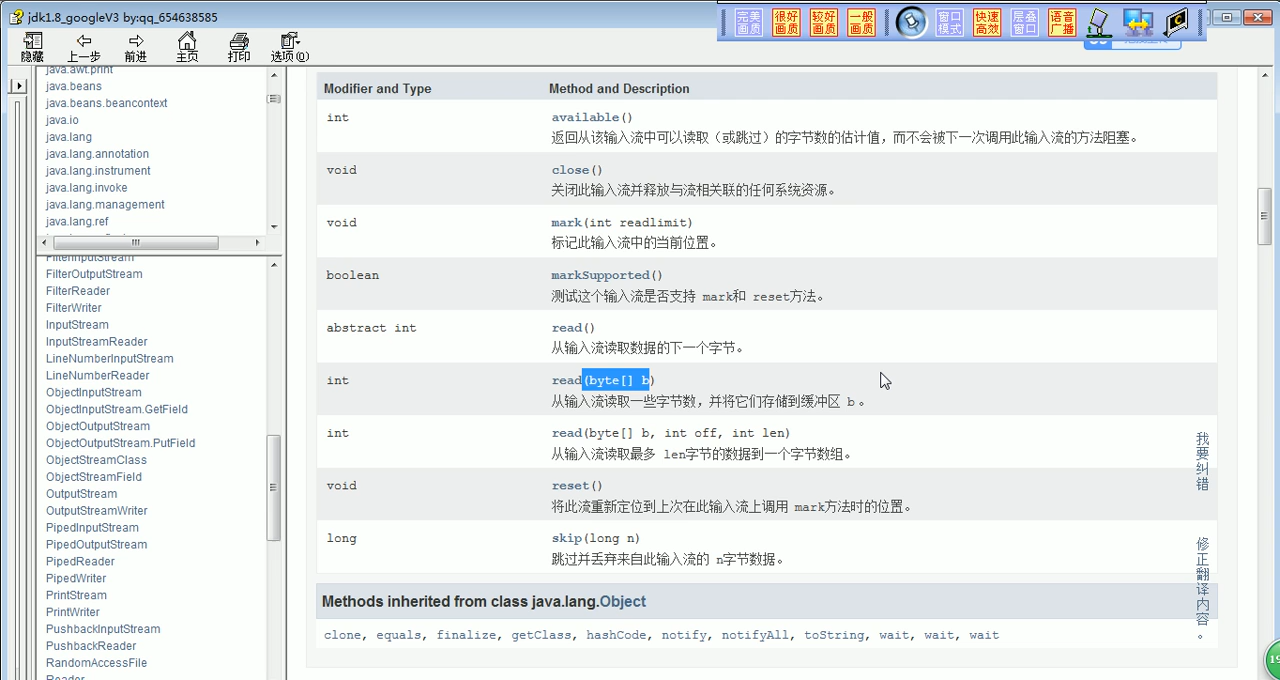 jdk1.8_googleV3 by:qq_654638585
完美画质
很好画质
较好画质
一般画质
窗口模式
快速高效
层叠窗口
语音广播
隐藏
上一步
前进
主页
打印
选项(O)
java.awt.print
java.beans
java.beans.beancontext
java.io
java.lang
java.lang.annotation
java.lang.instrument
java.lang.invoke
java.lang.management
java.lang.ref
FilterInputStream
FilterOutputStream
FilterReader
FilterWriter
InputStream
InputStreamReader
LineNumberInputStream
LineNumberReader
ObjectInputStream
ObjectInputStream.GetField
ObjectOutputStream
ObjectOutputStream.PutField
ObjectStreamClass
ObjectStreamField
OutputStream
OutputStreamWriter
PipedInputStream
PipedOutputStream
PipedReader
PipedWriter
PrintStream
PrintWriter
PushbackInputStream
PushbackReader
RandomAccessFile
Reader
Modifier and Type Method and Description
int available()
返回从该输入流中可以读取（或跳过）的字节数的估计值，而不会被下一次调用此输入流的方法阻塞。
void close()
关闭此输入流并释放与流相关联的任何系统资源。
void mark(int readlimit)
标记此输入流中的当前位置。
boolean markSupported()
测试这个输入流是否支持 mark和 reset方法。
abstract int read()
从输入流读取数据的下一个字节。
int read(byte[] b)
从输入流读取一些字节数，并将它们存储到缓冲区 b 。
int read(byte[] b, int off, int len)
从输入流读取最多 len字节的数据到一个字节数组。
void reset()
将此流重新定位到上次在此输入流上调用 mark方法时的位置。
long skip(long n)
跳过并丢弃来自此输入流的 n字节数据。
Methods inherited from class java.lang.Object
clone, equals, finalize, getClass, hashCode, notify, notifyAll, toString, wait, wait, wait
我要纠错
修正翻译内容。